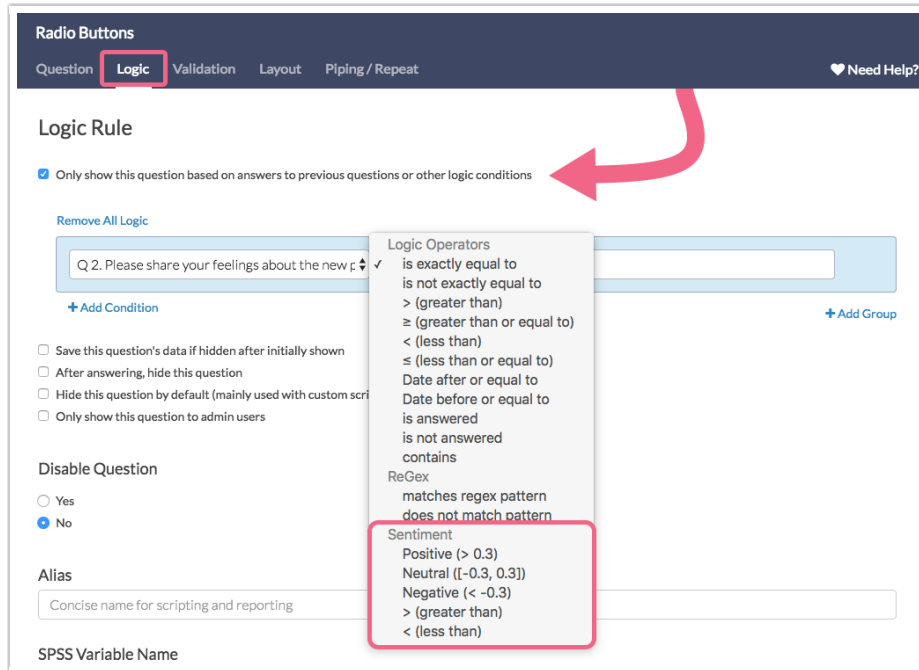 Radio Buttons
Question Logic Validation Layout Piping / Repeat Need Help?
Logic Rule
Only show this question based on answers to previous questions or other logic conditions
Remove All Logic
Q 2. Please share your feelings about the new p
+ Add Condition
+ Add Group
Logic Operators
✓ is exactly equal to
is not exactly equal to
> (greater than)
≥ (greater than or equal to)
< (less than)
≤ (less than or equal to)
Date after or equal to
Date before or equal to
is answered
is not answered
contains
ReGex
matches regex pattern
does not match pattern
Sentiment
Positive (> 0.3)
Neutral ([-0.3, 0.3])
Negative (< -0.3)
> (greater than)
< (less than)
Save this question's data if hidden after initially shown
After answering, hide this question
Hide this question by default (mainly used with custom scri
Only show this question to admin users
Disable Question
Yes
No
Alias
Concise name for scripting and reporting
SPSS Variable Name